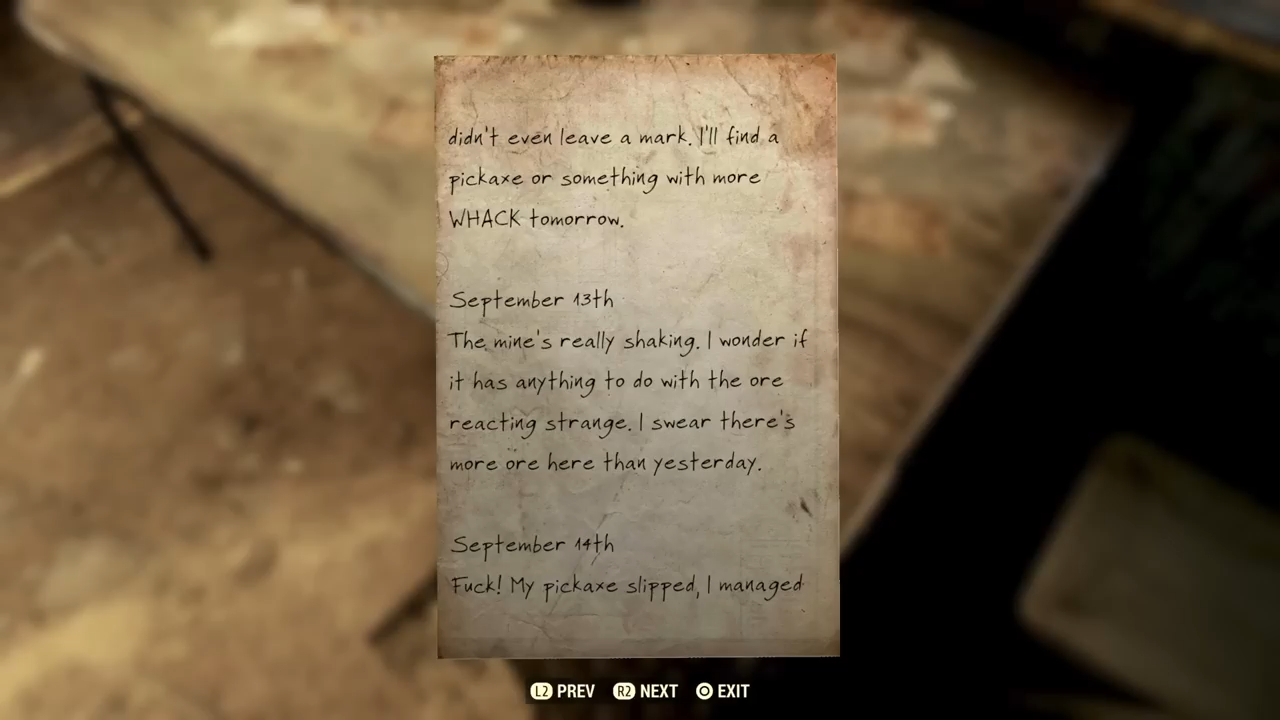 didn't even leave a mark. I'll find a
pickaxe or something with more
WHACK tomorrow.
September 13th
The mine's really shaking. I wonder if
it has anything to do with the ore
reacting strange. I swear there's
more ore here than yesterday.
September 14th
Fuck! My pickaxe slipped, I managed
L2 PREV R2 NEXT EXIT